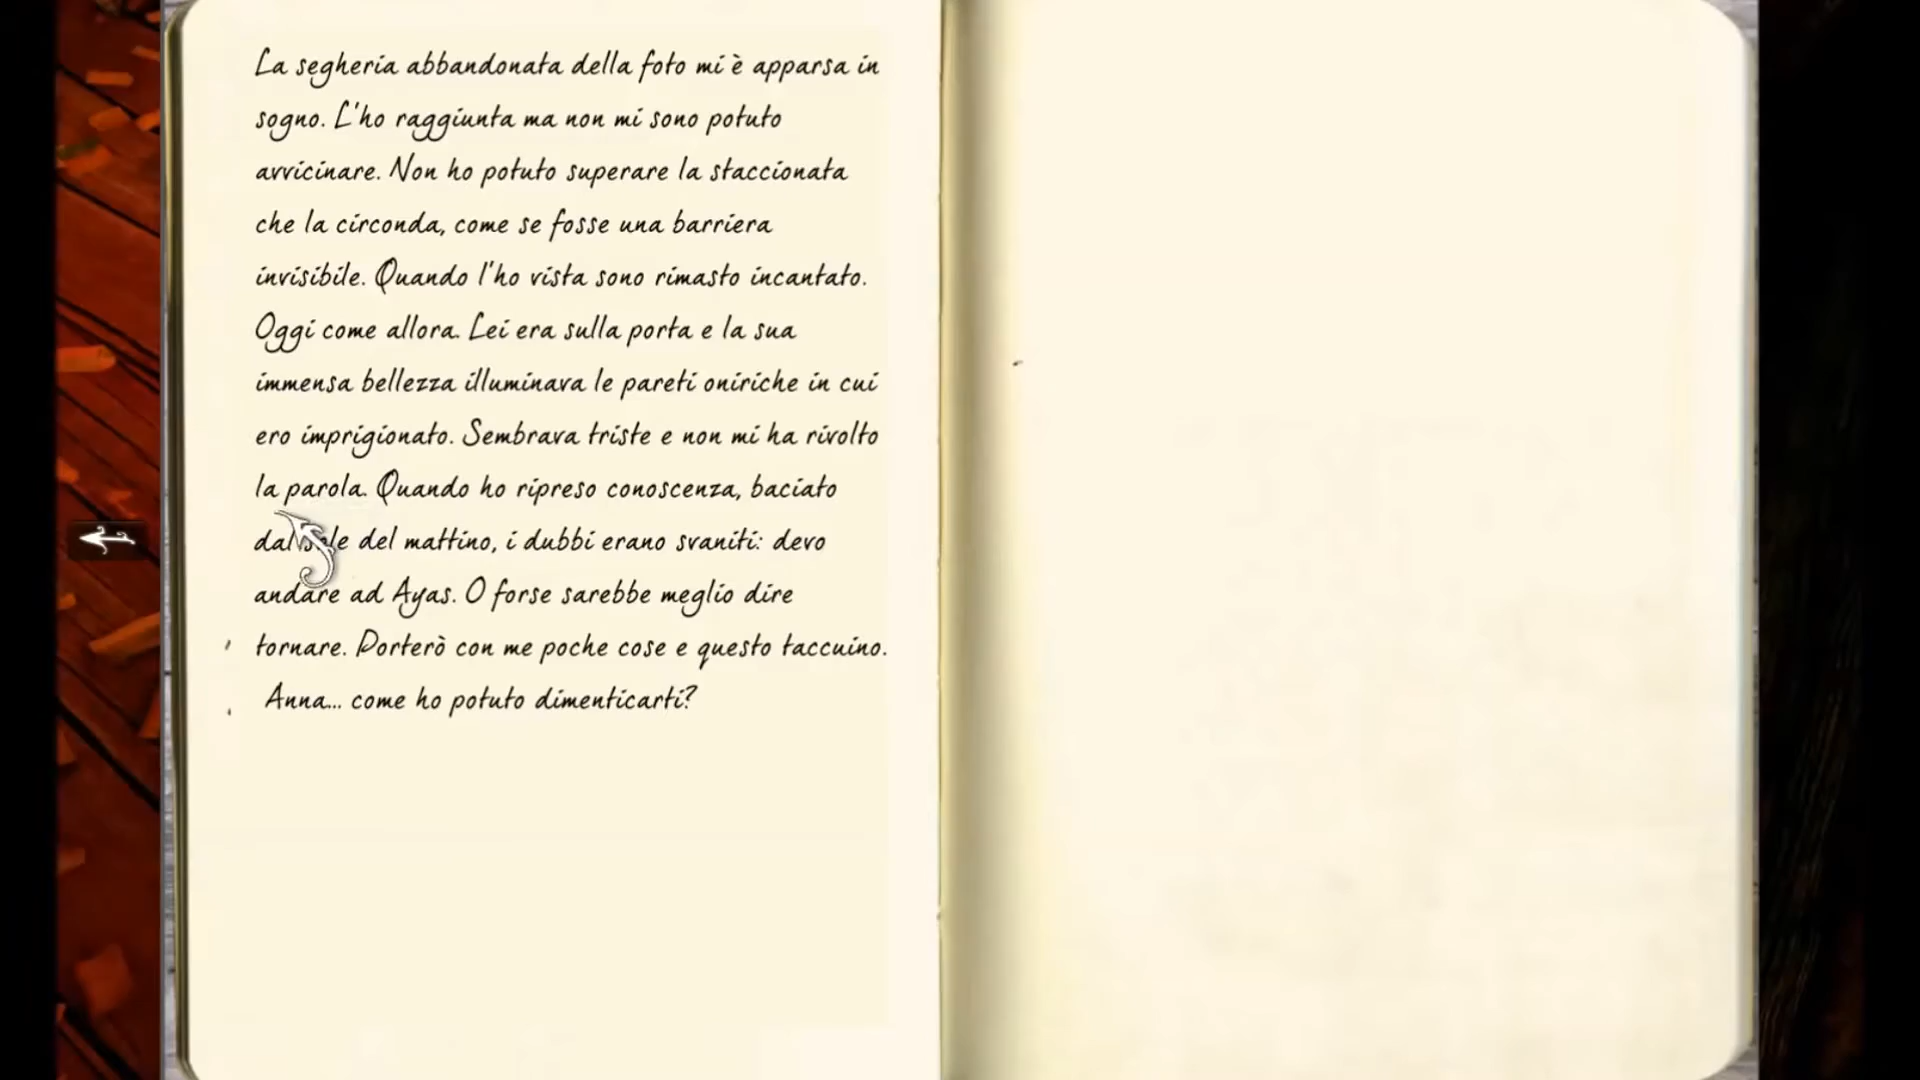 La segheria abbandonata della foto mi è apparsa in
sogno. L'ho raggiunta ma non mi sono potuto
avvicinare. Non ho potuto superare la staccionata
che la circonda, come se fosse una barriera
invisibile. Quando l'ho vista sono rimasto incantato.
Oggi come allora. Lei era sulla porta e la sua
immensa bellezza illuminava le pareti oniriche in cui
ero imprigionato. Sembrava triste e non mi ha rivolto
la parola. Quando ho ripreso conoscenza, baciato
dal sole del mattino, i dubbi erano svaniti: devo
andare ad Ayas. O forse sarebbe meglio dire
tornare. Porterò con me poche cose e questo taccuino.
Anna... come ho potuto dimenticarti?